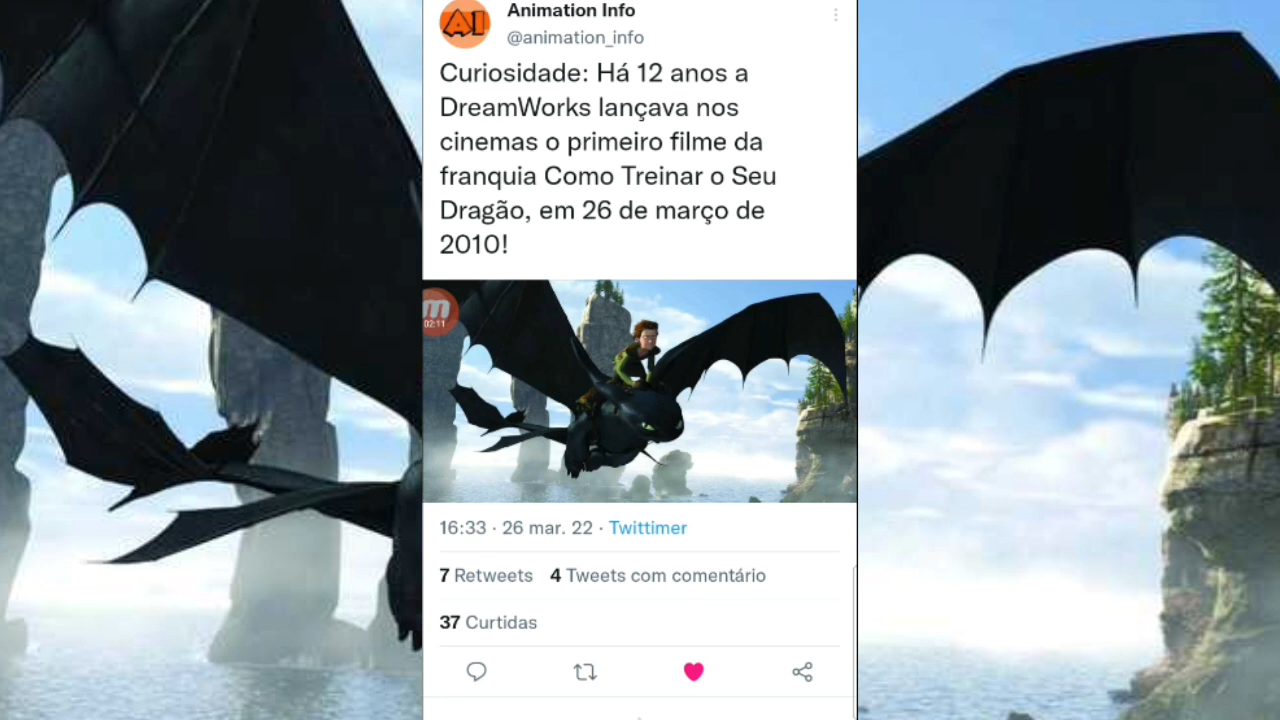 AI
Animation Info
@animation_info
Curiosidade: Há 12 anos a
DreamWorks lançava nos
cinemas o primeiro filme da
franquia Como Treinar o Seu
Dragão, em 26 de março de
2010!
02:11
16:33 · 26 mar. 22 · Twittimer
7 Retweets 4 Tweets com comentário
37 Curtidas